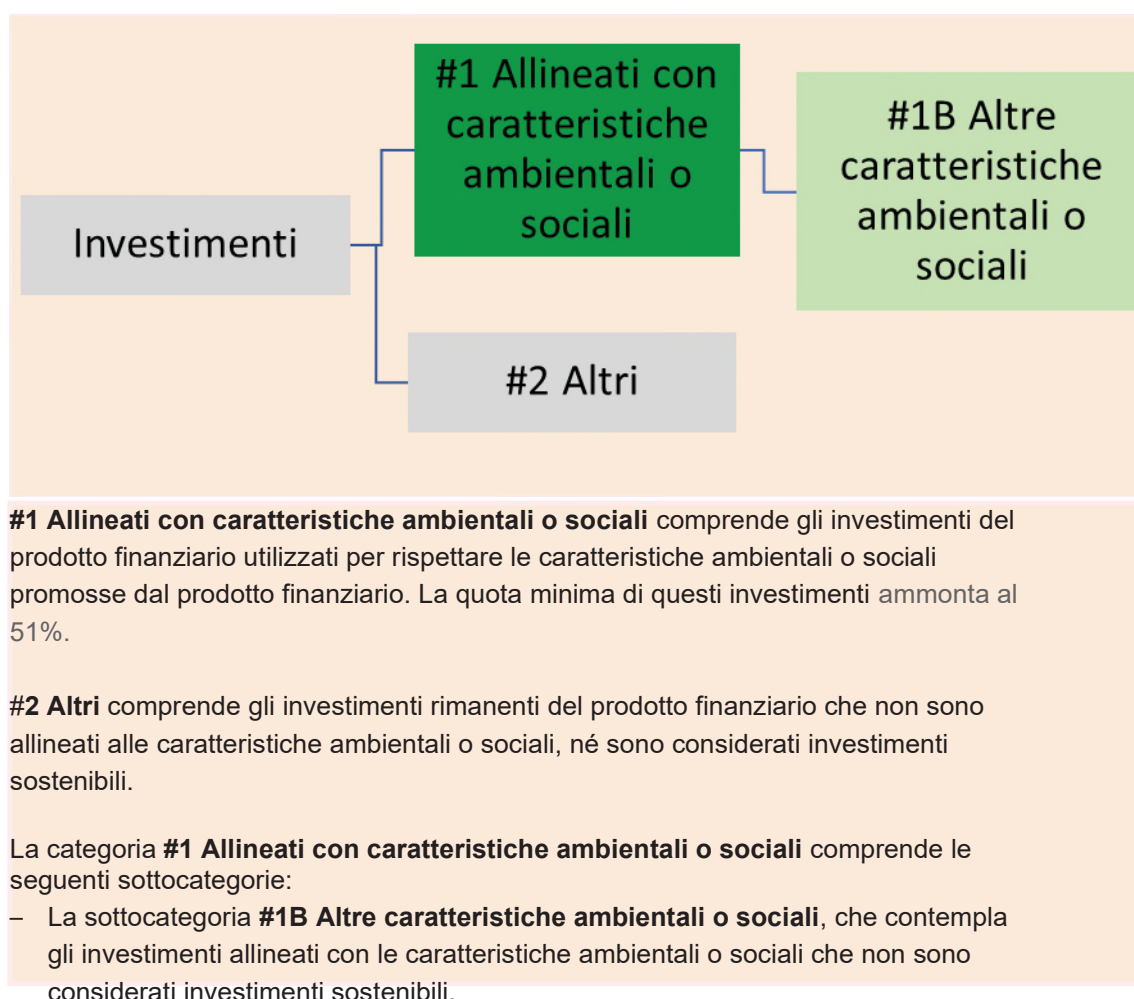 #1 Allineati con
caratteristiche
ambientali o
sociali
#1B Altre
caratteristiche
ambientali o
sociali
Investimenti
#2 Altri
#1 Allineati con caratteristiche ambientali o sociali comprende gli investimenti del
prodotto finanziario utilizzati per rispettare le caratteristiche ambientali o sociali
promosse dal prodotto finanziario. La quota minima di questi investimenti ammonta al
51%.
#2 Altri comprende gli investimenti rimanenti del prodotto finanziario che non sono
allineati alle caratteristiche ambientali o sociali, né sono considerati investimenti
sostenibili.
La categoria #1 Allineati con caratteristiche ambientali o sociali comprende le
seguenti sottocategorie:
– La sottocategoria #1B Altre caratteristiche ambientali o sociali, che contempla
gli investimenti allineati con le caratteristiche ambientali o sociali che non sono
considerati investimenti sostenibili.